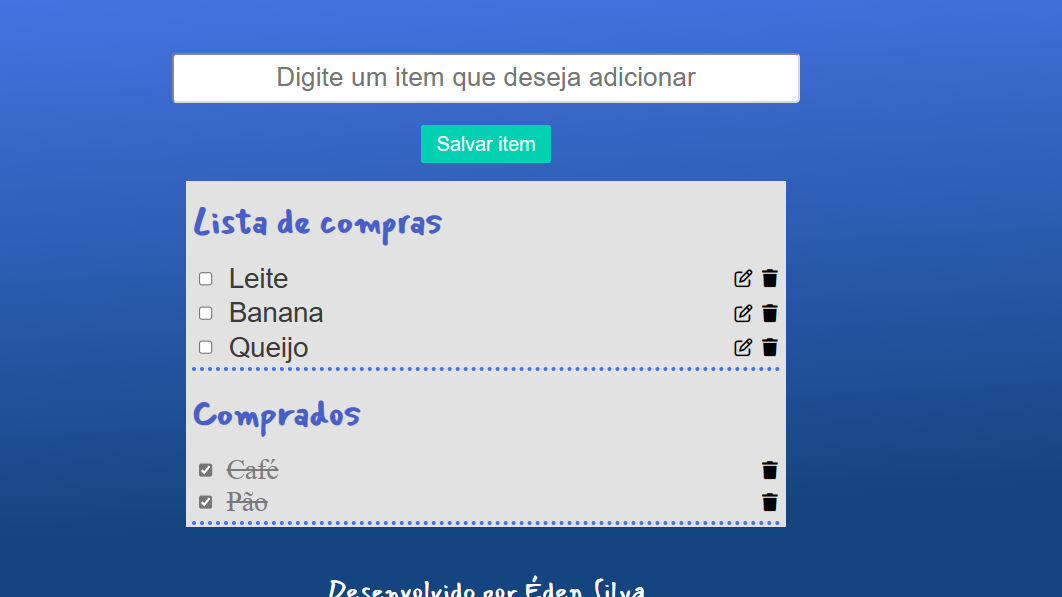 Digite um item que deseja adicionar
Salvar item
Lista de compras
Leite
Banana
Queijo
Comprados
Café
Pão
Desenvolvido por Éden Silva